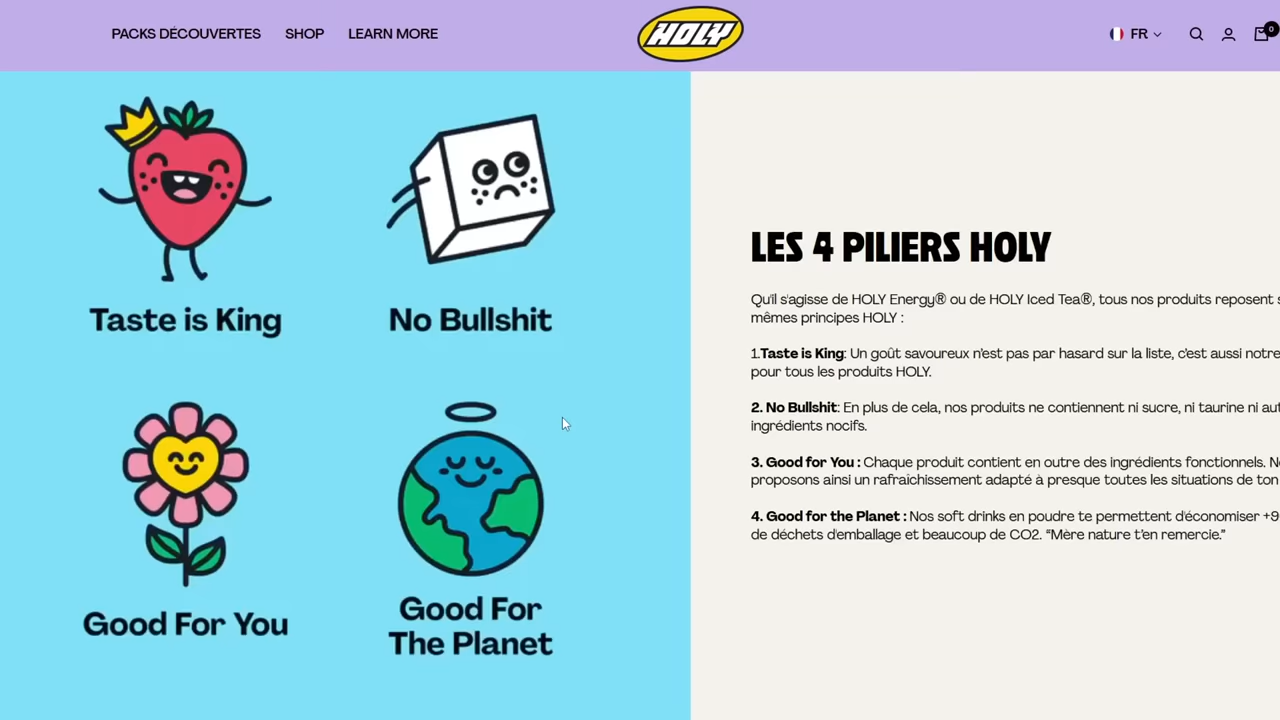 PACKS DÉCOUVERTES SHOP LEARN MORE
HOLY
FR
0
Taste is King
No Bullshit
Good For You
Good For
The Planet
LES 4 PILIERS HOLY
Qu'il s'agisse de HOLY Energy® ou de HOLY Iced Tea®, tous nos produits reposent
mêmes principes HOLY :
1.Taste is King: Un goût savoureux n'est pas par hasard sur la liste, c'est aussi notre
pour tous les produits HOLY.
2. No Bullshit: En plus de cela, nos produits ne contiennent ni sucre, ni taurine ni
ingrédients nocifs.
3. Good for You : Chaque produit contient en outre des ingrédients fonctionnels.
proposons ainsi un rafraichissement adapté à presque toutes les situations de ton
4. Good for the Planet : Nos soft drinks en poudre te permettent d'économiser +9
de déchets d'emballage et beaucoup de CO2. “Mère nature t'en remercie.”